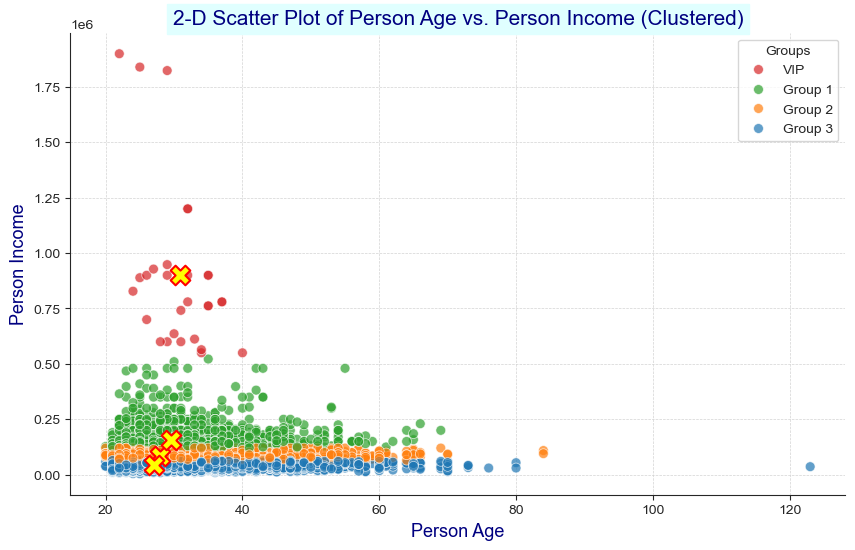 2-D Scatter Plot of Person Age vs. Person Income (Clustered)
1e6
Groups
VIP
Group 1
Group 2
Group 3
1.75
1.50
1.25
1.00
0.75
0.50
0.25
0.00
Person Income
20 40 60 80 100 120
Person Age